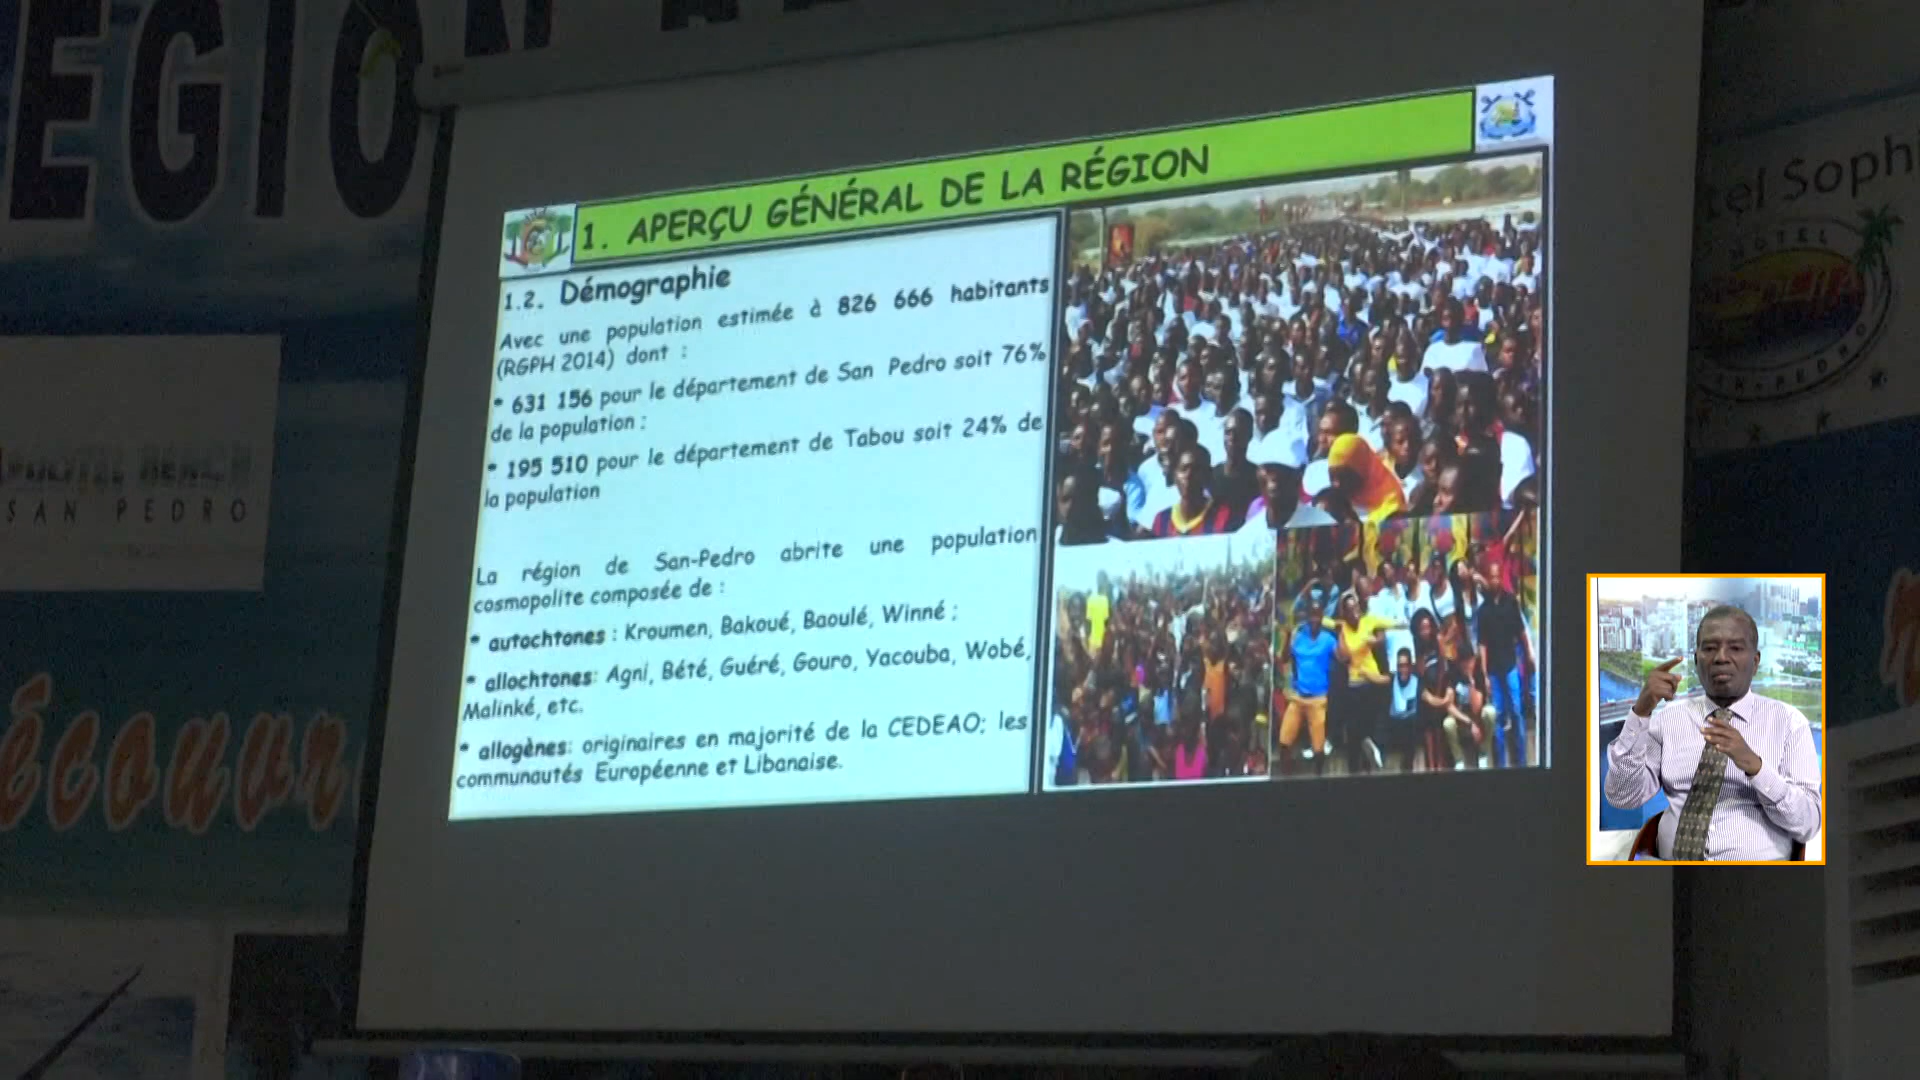 EGION
1. APERÇU GÉNÉRAL DE LA RÉGION
1.2. Démographie
Avec une population estimée à 826 666 habitants
(RGPH 2014) dont :
* 631 156 pour le département de San Pedro soit 76%
de la population ;
* 195 510 pour le département de Tabou soit 24% de
la population
La région de San-Pedro abrite une population
cosmopolite composée de :
* autochtones : Kroumen, Bakoué, Baoulé, Winné ;
* allochtones: Agni, Bété, Guéré, Gouro, Yacouba, Wobé,
Malinké, etc.
* allogènes: originaires en majorité de la CEDEAO; les
communautés Européenne et Libanaise.
tel Soph
HOTEL
SAN PEDRO
écour